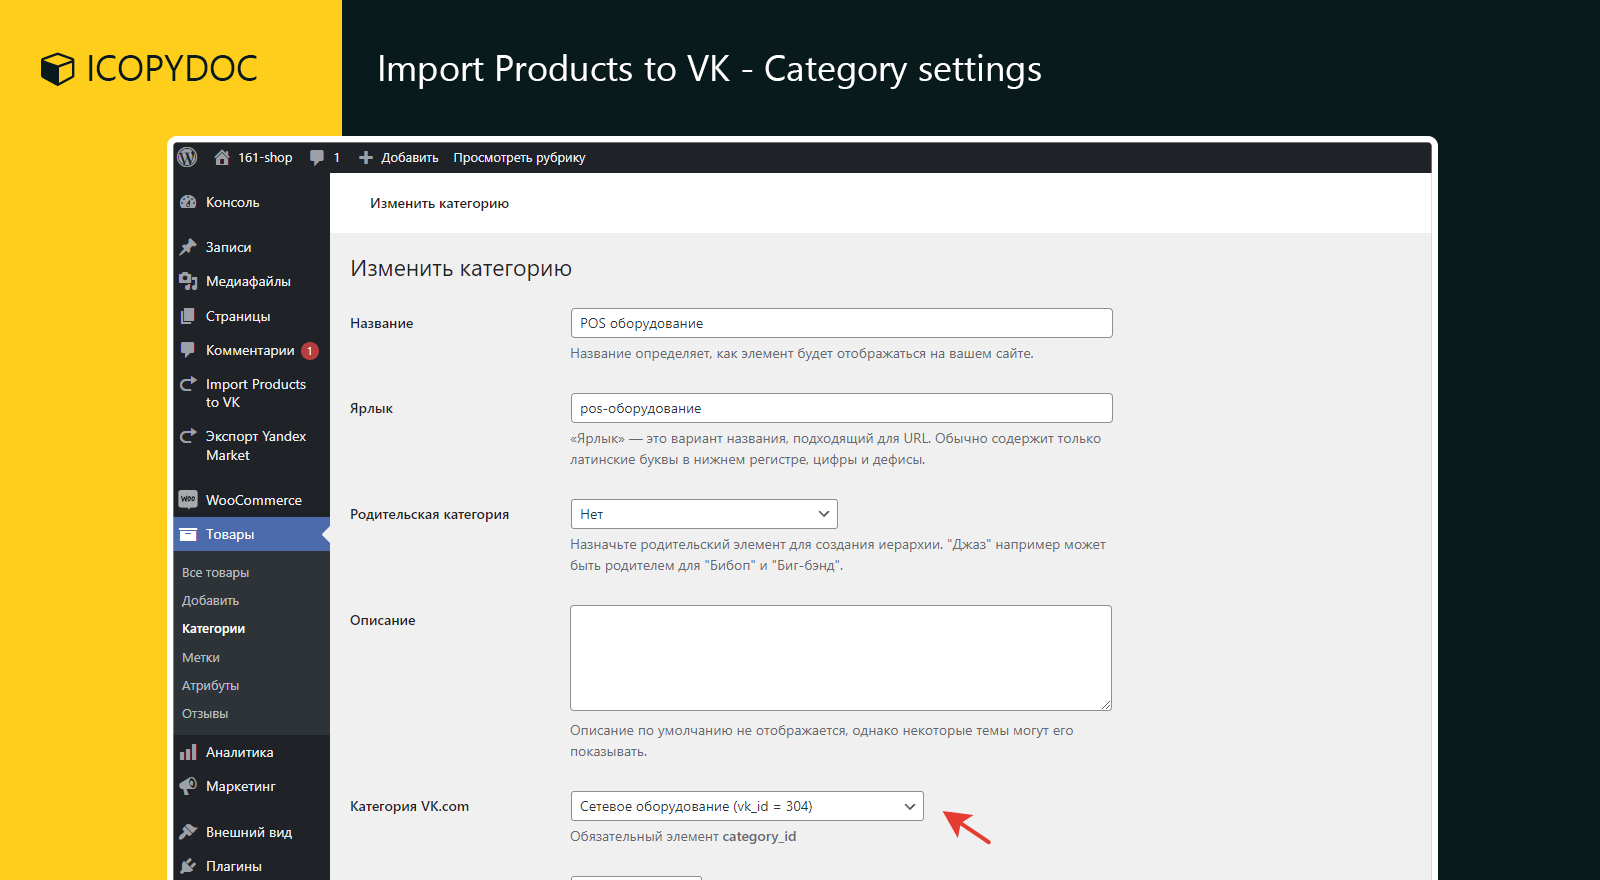 ICOPYDOC
Import Products to VK - Category settings
161-shop 1 Добавить Просмотреть рубрику
Консоль
Записи
Медиафайлы
Страницы
Комментарии 1
Import Products
to VK
Экспорт Yandex
Market
WOO WooCommerce
Товары
Все товары
Добавить
Категории
Метки
Атрибуты
Отзывы
Аналитика
Маркетинг
Внешний вид
Плагины
Изменить категорию
Изменить категорию
Название
POS оборудование
Название определяет, как элемент будет отображаться на вашем сайте.
Ярлык
pos-оборудование
«Ярлык» — это вариант названия, подходящий для URL. Обычно содержит только
латинские буквы в нижнем регистре, цифры и дефисы.
Родительская категория
Нет
Назначьте родительский элемент для создания иерархии. "Джаз" например может
быть родителем для "Бибоп" и "Биг-бэнд".
Описание
Описание по умолчанию не отображается, однако некоторые темы могут его
показывать.
Категория VK.com
Сетевое оборудование (vk_id = 304)
Обязательный элемент category_id